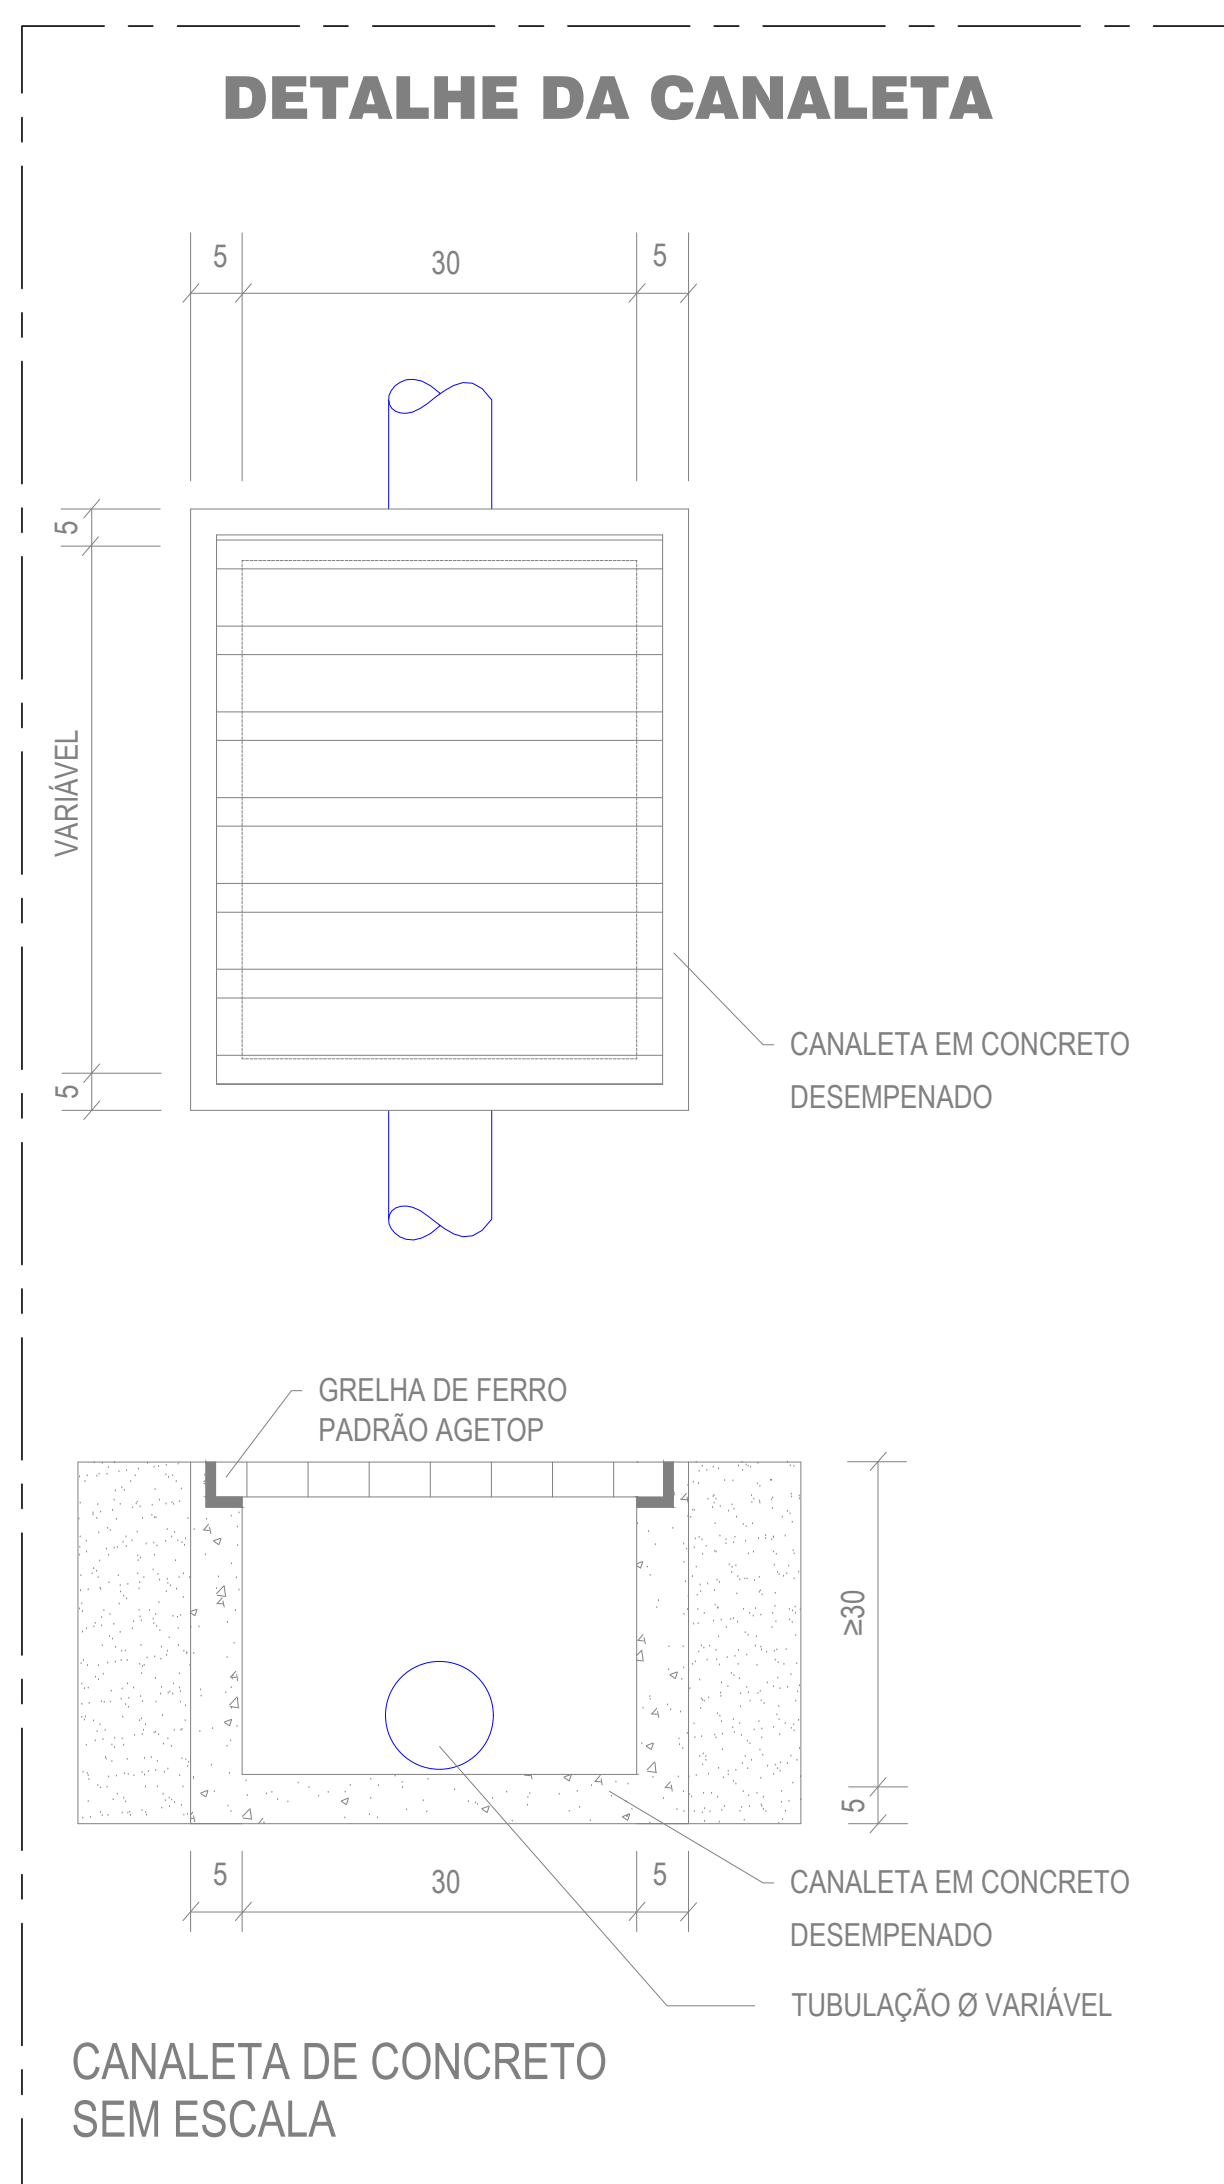 DETALHE DA CANALETA
5 30 5
5
VARIÁVEL
5
CANALETA EM CONCRETO
DESEMPENADO
GRELHA DE FERRO
PADRÃO AGETOP
≥30
5
5 30 5
CANALETA EM CONCRETO
DESEMPENADO
TUBULAÇÃO Ø VARIÁVEL
CANALETA DE CONCRETO
SEM ESCALA